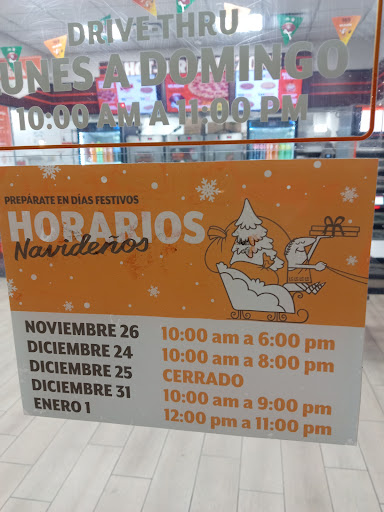 DRIVE-THRU
UNES A DOMINGO
10:00 AM A 11:00 PM
PREPÁRATE EN DÍAS FESTIVOS
HORARIOS
Navideños
NOVIEMBRE 26 10:00 am a 6:00 pm
DICIEMBRE 24 10:00 am a 8:00 pm
DICIEMBRE 25 CERRADO
DICIEMBRE 31 10:00 am a 9:00 pm
ENERO 1 12:00 pm a 11:00 pm